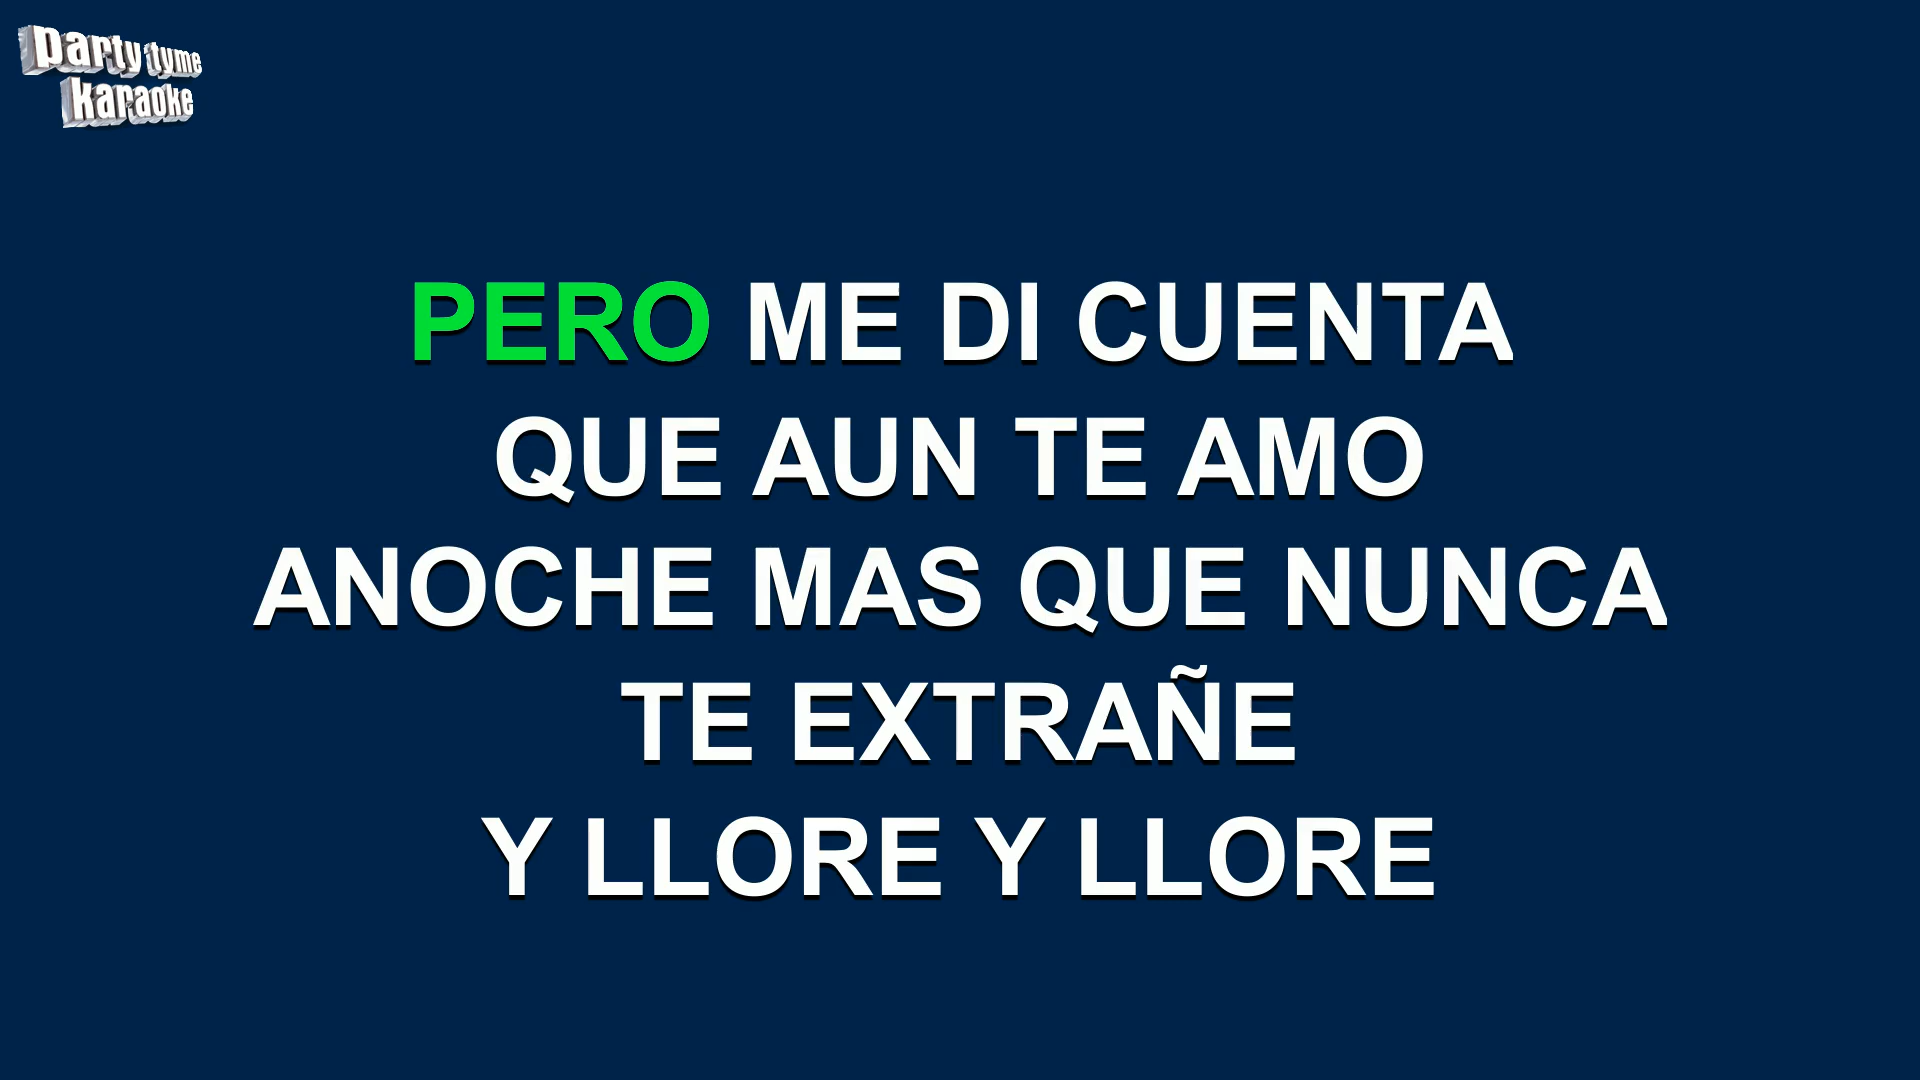 party tyme
karaoke
PERO ME DI CUENTA
QUE AUN TE AMO
ANOCHE MAS QUE NUNCA
TE EXTRAÑE
Y LLORE Y LLORE